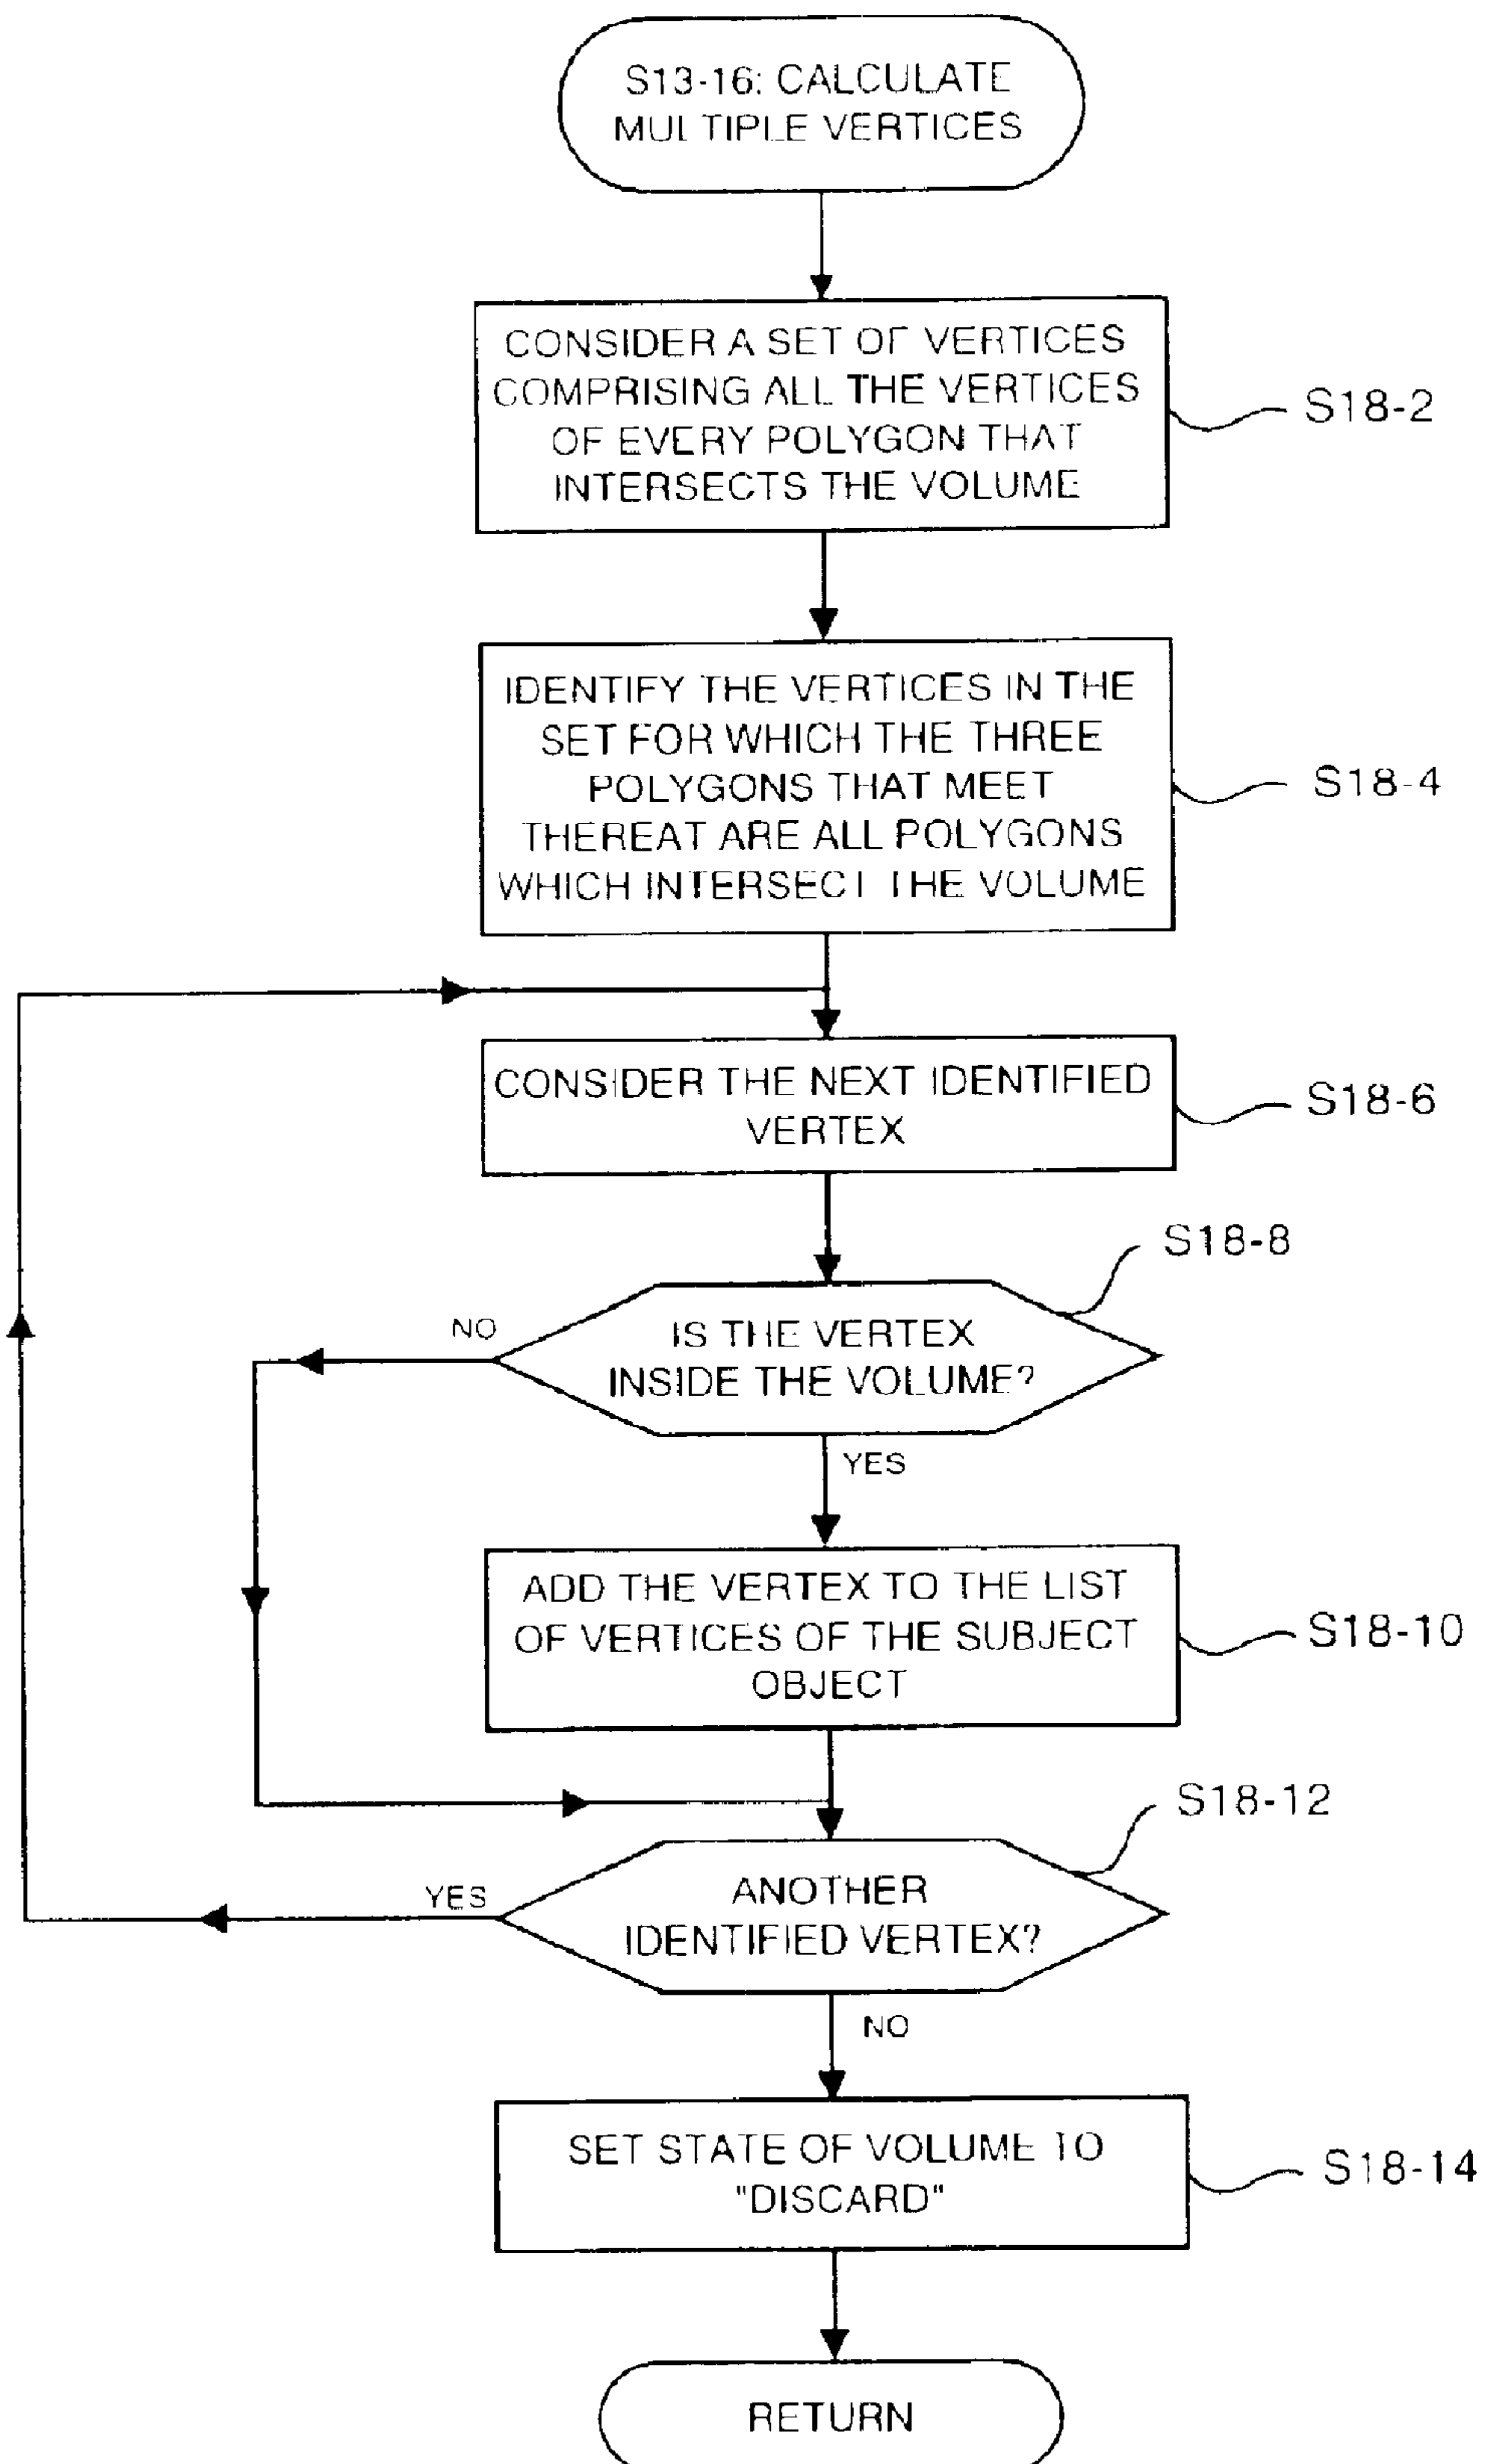 S13-16: CALCULATE
MULTIPLE VERTICES
CONSIDER A SET OF VERTICES
COMPRISING ALL THE VERTICES
OF EVERY POLYGON THAT
INTERSECTS THE VOLUME
S18-2
IDENTIFY THE VERTICES IN THE
SET FOR WHICH THE THREE
POLYGONS THAT MEET
THEREAT ARE ALL POLYGONS
WHICH INTERSECT THE VOLUME
S18-4
CONSIDER THE NEXT IDENTIFIED
VERTEX
S18-6
S18-8
NO
IS THE VERTEX
INSIDE THE VOLUME?
YES
ADD THE VERTEX TO THE LIST
OF VERTICES OF THE SUBJECT
OBJECT
S18-10
S18-12
YES
ANOTHER
IDENTIFIED VERTEX?
NO
SET STATE OF VOLUME TO
"DISCARD"
S18-14
RETURN